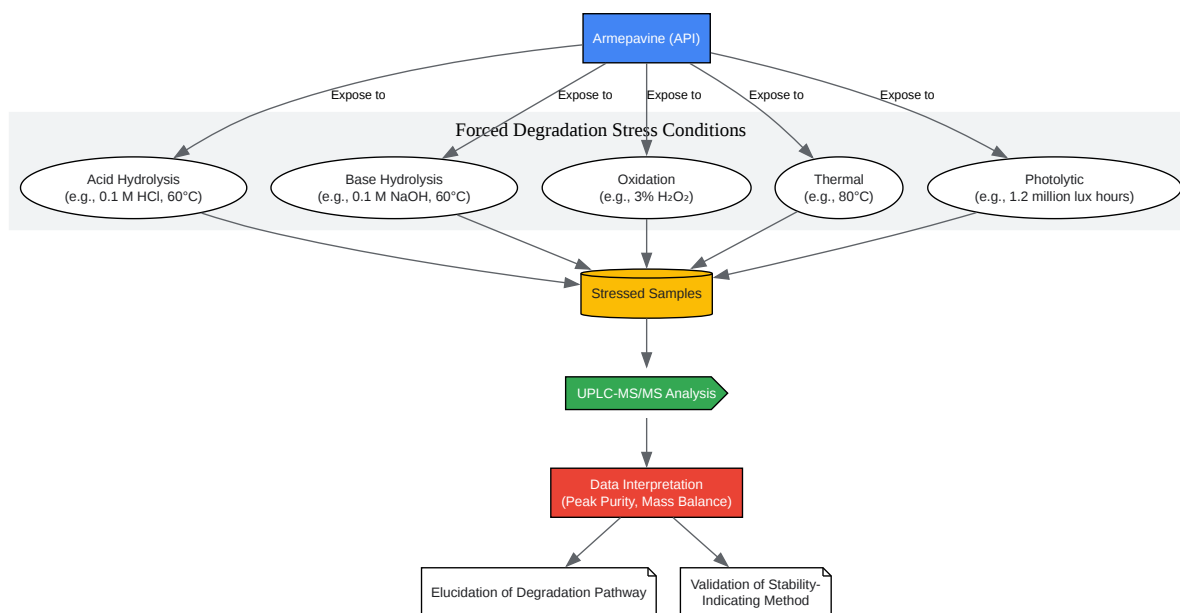 Armepavine (API)
Expose to
Expose to
Expose to
Expose to
Expose to
Forced Degradation Stress Conditions
Acid Hydrolysis
(e.g., 0.1 M HCl, 60°C)
Base Hydrolysis
(e.g., 0.1 M NaOH, 60°C)
Oxidation
(e.g., 3% H₂O₂)
Thermal
(e.g., 80°C)
Photolytic
(e.g., 1.2 million lux hours)
Stressed Samples
UPLC-MS/MS Analysis
Data Interpretation
(Peak Purity, Mass Balance)
Elucidation of Degradation Pathway
Validation of Stability-
Indicating Method